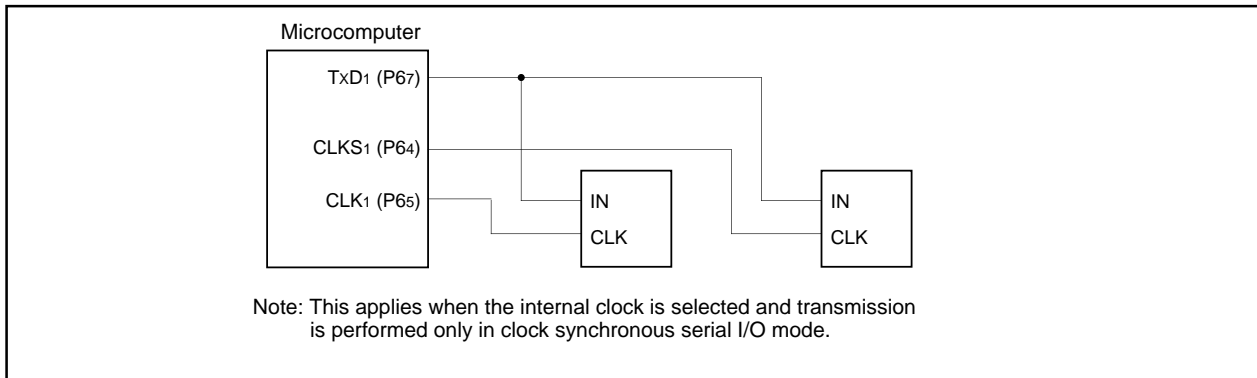 Microcomputer
TxD1 (P67)
CLKS1 (P64)
CLK1 (P65)
IN
CLK
IN
CLK
Note: This applies when the internal clock is selected and transmission
is performed only in clock synchronous serial I/O mode.